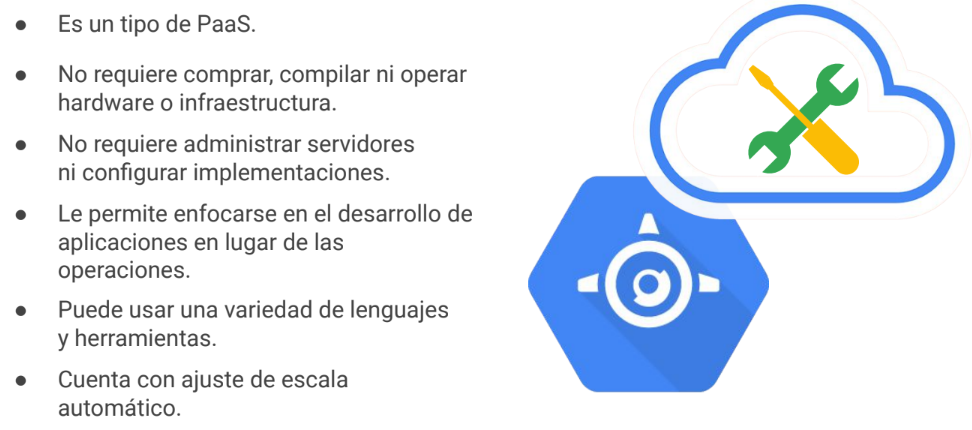 ● Es un tipo de PaaS.
● No requiere comprar, compilar ni operar
hardware o infraestructura.
● No requiere administrar servidores
ni configurar implementaciones.
● Le permite enfocarse en el desarrollo de
aplicaciones en lugar de las
operaciones.
● Puede usar una variedad de lenguajes
y herramientas.
● Cuenta con ajuste de escala
automático.